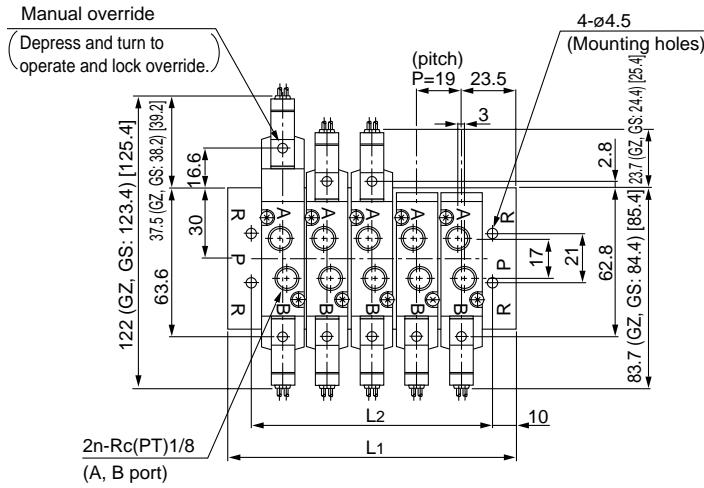 Manual override
(Depress and turn to
operate and lock override.)
4-ø4.5
(Mounting holes)
(pitch)
P=19
23.5
3
122 (GZ, GS: 123.4) [125.4]
37.5 (GZ, GS: 38.2) [39.2]
16.6
30
63.6
2.8
23.7 (GZ, GS: 24.4) [25.4]
62.8
83.7 (GZ, GS: 84.4) [85.4]
17
21
R
P
R
A
A
A
A
A
B
B
B
B
B
R
P
R
L2
10
L1
2n-Rc(PT)1/8
(A, B port)